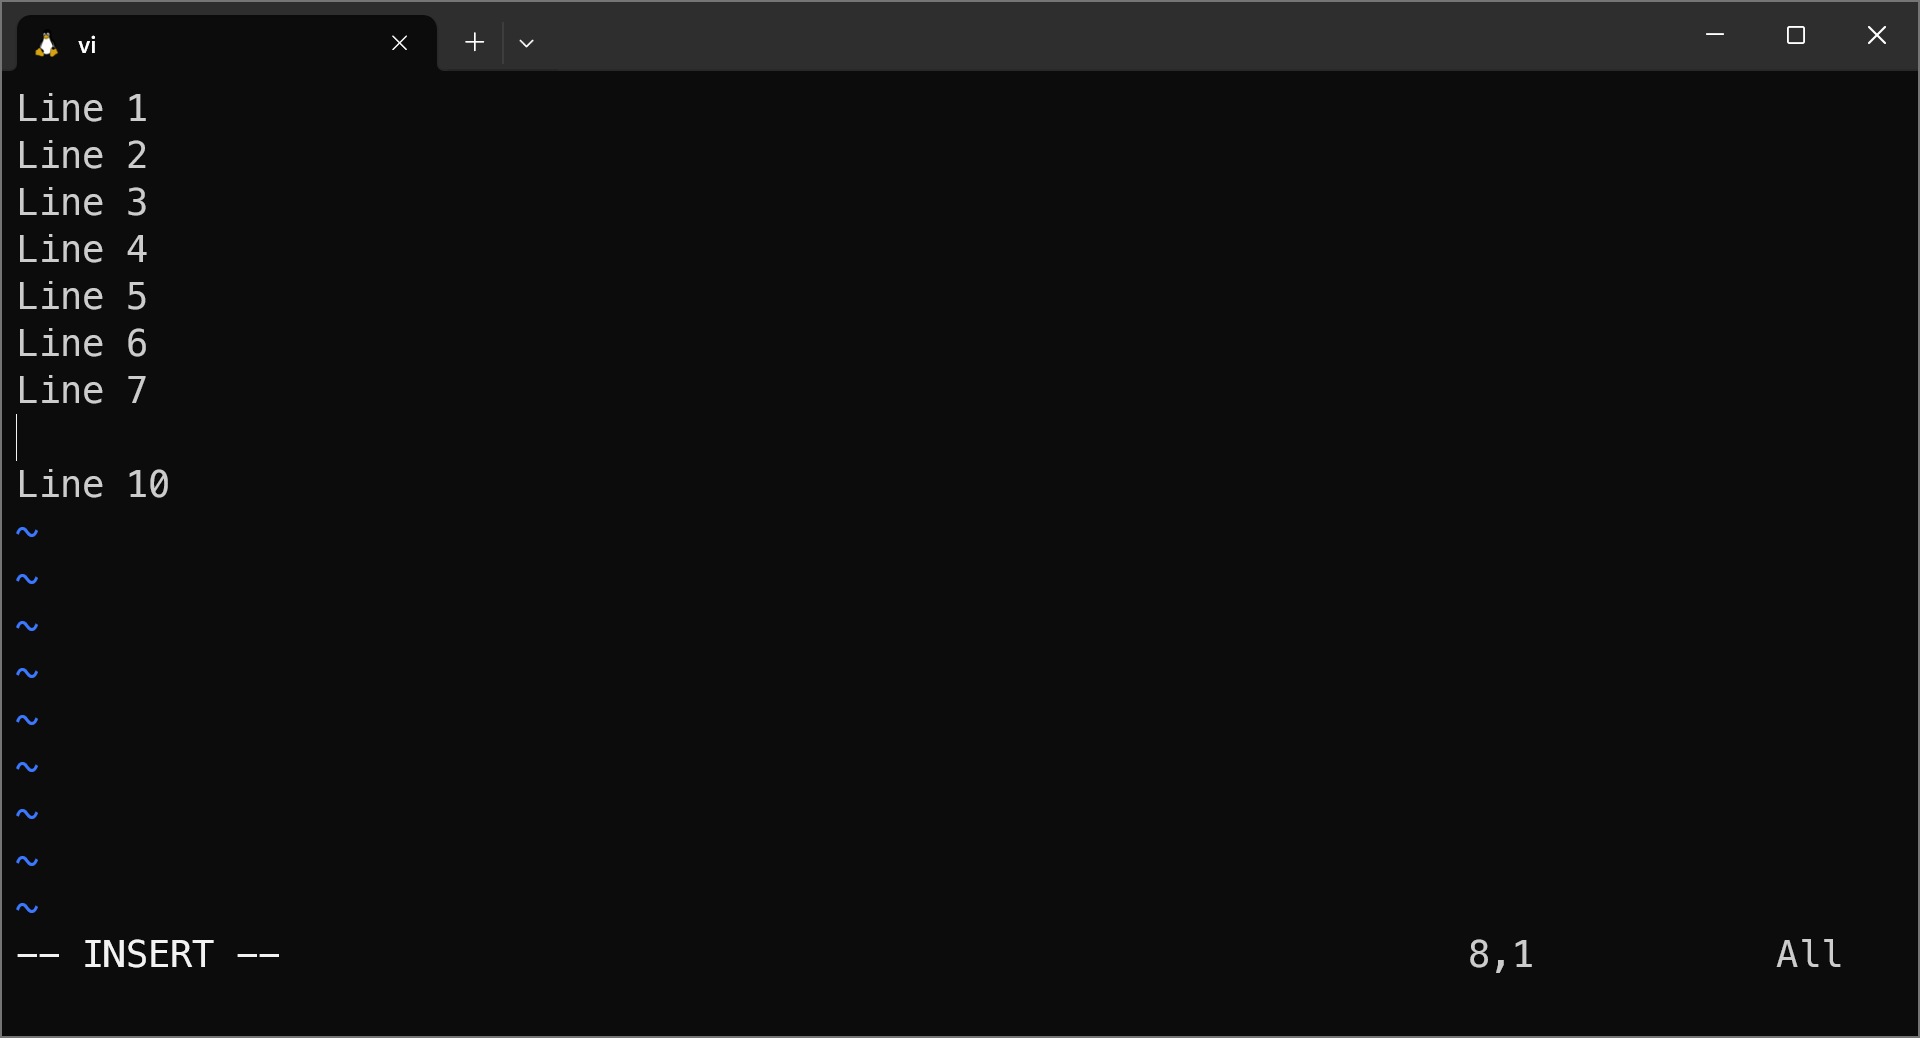 vi
Line 1
Line 2
Line 3
Line 4
Line 5
Line 6
Line 7
Line 10
~
~
~
~
~
~
~
~
~
-- INSERT -- 8,1 All